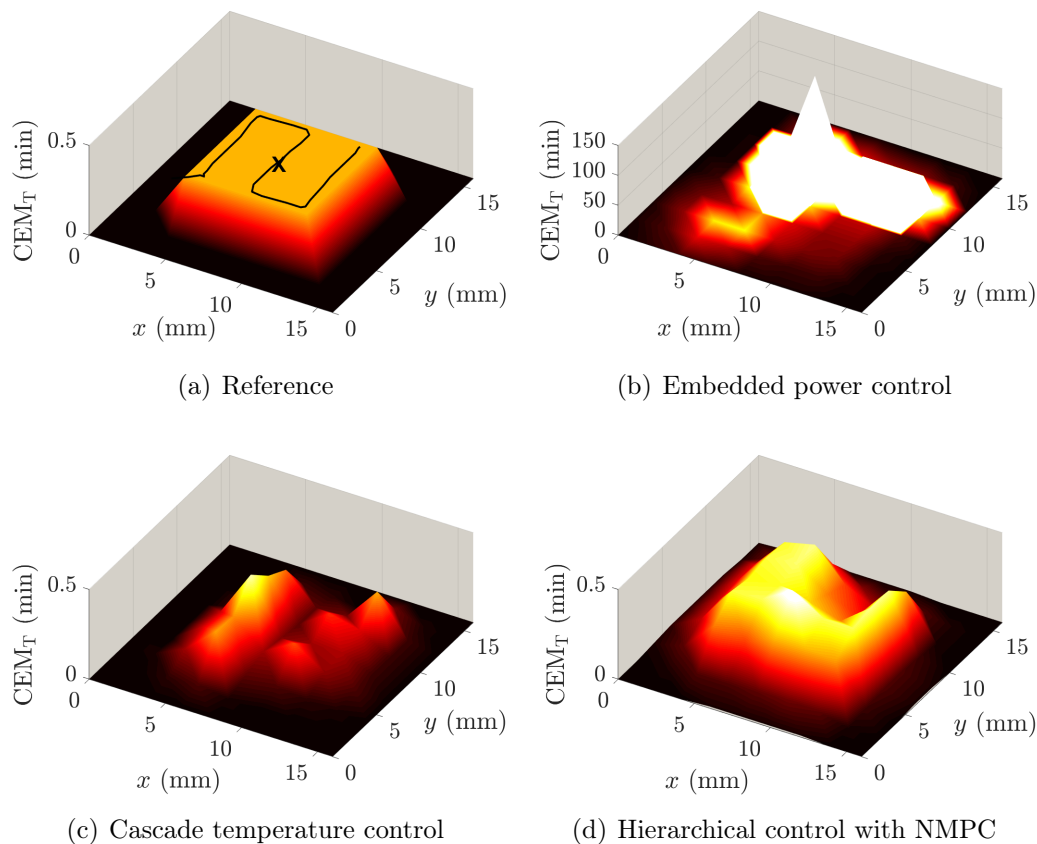 0.5
0
CEM_T (min)
0
5
10
15
x (mm)
0
5
10
15
y (mm)
X
(a) Reference
150
100
50
0
CEM_T (min)
0
5
10
15
x (mm)
0
5
10
15
y (mm)
(b) Embedded power control
0.5
0
CEM_T (min)
0
5
10
15
x (mm)
0
5
10
15
y (mm)
(c) Cascade temperature control
0.5
0
CEM_T (min)
0
5
10
15
x (mm)
0
5
10
15
y (mm)
(d) Hierarchical control with NMPC